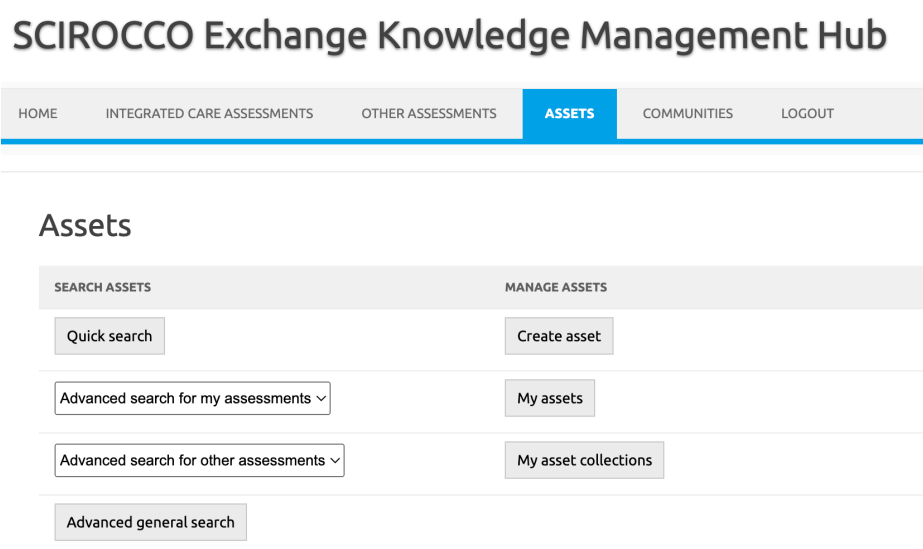 SCIROCCO Exchange Knowledge Management Hub
HOME INTEGRATED CARE ASSESSMENTS OTHER ASSESSMENTS ASSETS COMMUNITIES LOGOUT
Assets
SEARCH ASSETS MANAGE ASSETS
Quick search Create asset
Advanced search for my assessments My assets
Advanced search for other assessments My asset collections
Advanced general search